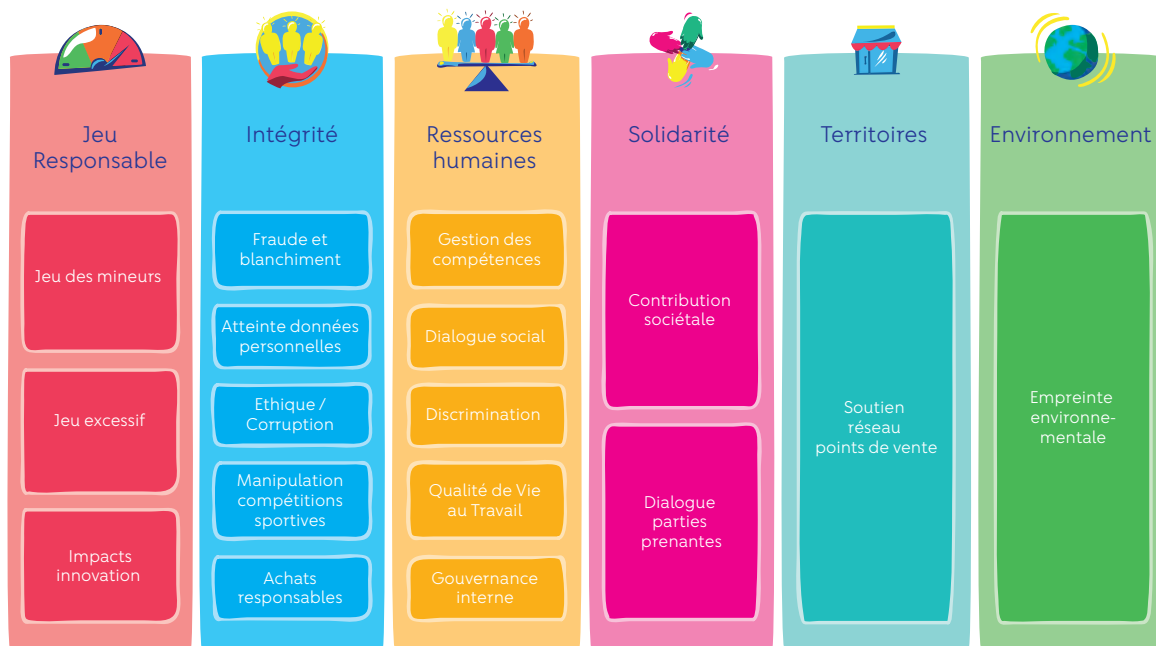 Jeu
Responsable
Jeu des mineurs
Jeu excessif
Impacts
innovation
Intégrité
Fraude et
blanchiment
Atteinte données
personnelles
Ethique /
Corruption
Manipulation
compétitions
sportives
Achats
responsables
Ressources
humaines
Gestion des
compétences
Dialogue social
Discrimination
Qualité de Vie
au Travail
Gouvernance
interne
Solidarité
Contribution
sociétale
Dialogue
parties
prenantes
Territoires
Soutien
réseau
points de vente
Environnement
Empreinte
environne-
mentale